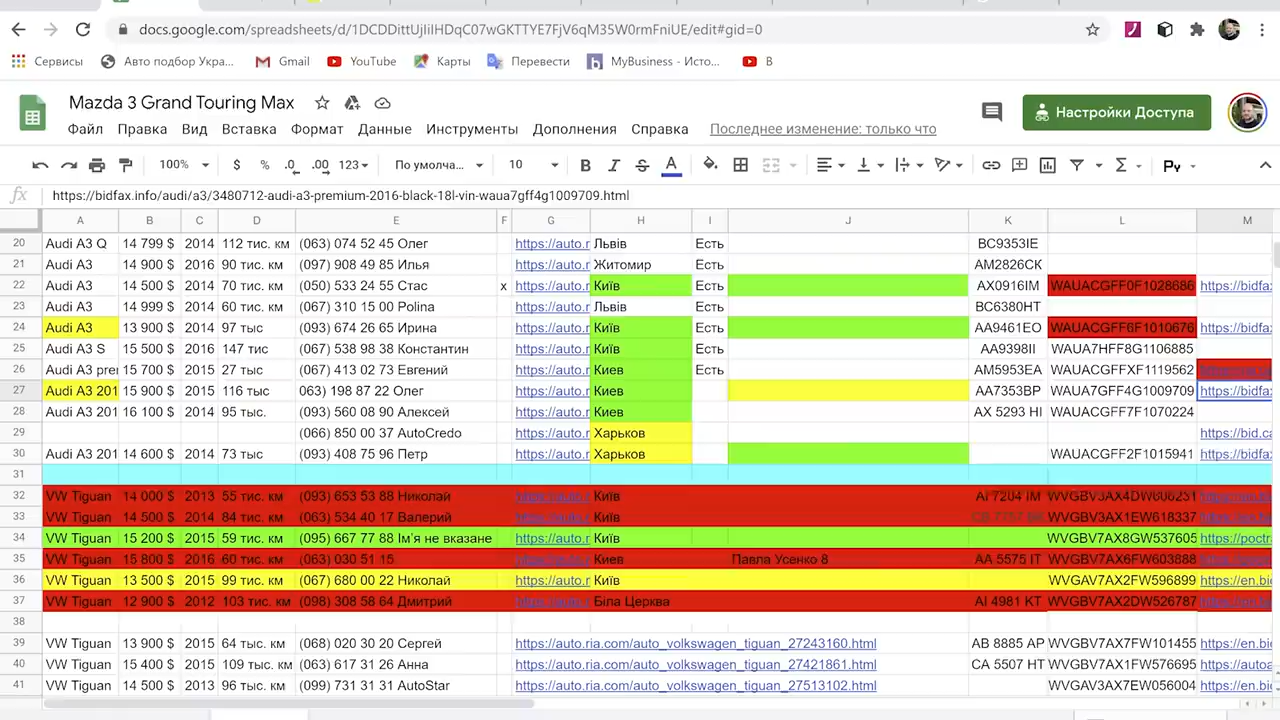 docs.google.com/spreadsheets/d/1DCDDittUjIiIHDqC07wGKTTYE7FjV6qM35W0rmFniUE/edit#gid=0
Сервисы Авто подбор Укра... Gmail YouTube Карты Перевести MyBusiness - Исто... В
Mazda 3 Grand Touring Max
Настройки Доступа
Файл Правка Вид Вставка Формат Данные Инструменты Дополнения Справка Последнее изменение: только что
100% $ % .0 .00 123 По умолча... 10 B I S A Σ Ру
fx https://bidfax.info/audi/a3/3480712-audi-a3-premium-2016-black-18l-vin-waua7gff4g1009709.html
A B C D E F G H I J K L M
20 Audi A3 Q 14 799 $ 2014 112 тис. км (063) 074 52 45 Олег https://auto.r Львів Есть BC9353IE
21 Audi A3 14 900 $ 2016 90 тис. км (097) 908 49 85 Илья https://auto.r Житомир Есть AM2826CK
22 Audi A3 14 500 $ 2014 70 тис. км (050) 533 24 55 Стас x https://auto.r Київ Есть AX0916IM WAUACGFF0F1028686 https://bidfa
23 Audi A3 14 999 $ 2014 60 тис. км (067) 310 15 00 Polina https://auto.r Львів Есть BC6380HT
24 Audi A3 13 900 $ 2014 97 тыс (093) 674 26 65 Ирина https://auto.r Київ Есть AA9461EO WAUACGFF6F1010676 https://bidfa
25 Audi A3 S 15 500 $ 2016 147 тис (067) 538 98 38 Константин https://auto.r Київ Есть AA9398II WAUA7HFF8G1106885
26 Audi A3 pre 15 700 $ 2015 27 тыс (067) 413 02 73 Евгений https://auto.r Киев Есть AM5953EA WAUACGFFXF1119562
27 Audi A3 201 15 900 $ 2015 116 тыс 063) 198 87 22 Олег https://auto.r Киев AA7353BP WAUA7GFF4G1009709 https://bidfa
28 Audi A3 201 16 100 $ 2014 95 тыс. (093) 560 08 90 Алексей https://auto.r Киев AX 5293 HI WAUACGFF7F1070224
29 (066) 850 00 37 AutoCredo https://auto.r Харьков https://bid.c
30 Audi A3 201 14 600 $ 2014 73 тыс (093) 408 75 96 Петр https://auto.r Харьков WAUACGFF2F1015941 https://bidfa
31
32 VW Tiguan 14 000 $ 2013 55 тис. км (093) 653 53 88 Николай Київ AI 7204 IM WVGBV3AX4DW606231
33 VW Tiguan 14 500 $ 2014 84 тис. км (063) 534 40 17 Валерий Київ WVGBV3AX1EW618337
34 VW Tiguan 15 200 $ 2015 59 тис. км (095) 667 77 88 Ім'я не вказане https://auto.r Київ WVGBV7AX8GW537605 https://poctr
35 VW Tiguan 15 800 $ 2016 60 тис. км (063) 030 51 15 Киев Павла Усенко 8 AA 5575 IT WVGBV7AX6FW603888
36 VW Tiguan 13 500 $ 2015 99 тис. км (067) 680 00 22 Николай https://auto.r Київ WVGAV7AX2FW596899 https://en.bi
37 VW Tiguan 12 900 $ 2012 103 тис. км (098) 308 58 64 Дмитрий Біла Церква AI 4981 KT WVGBV7AX2DW526787
38
39 VW Tiguan 13 900 $ 2015 64 тыс. км (068) 020 30 20 Сергей https://auto.ria.com/auto_volkswagen_tiguan_27243160.html AB 8885 AP WVGBV7AX7FW101455 https://en.bi
40 VW Tiguan 15 400 $ 2015 109 тыс. км (063) 617 31 26 Анна https://auto.ria.com/auto_volkswagen_tiguan_27421861.html CA 5507 HT WVGBV7AX1FW576695 https://autoa
41 VW Tiguan 14 500 $ 2013 96 тыс. км (099) 731 31 31 AutoStar https://auto.ria.com/auto_volkswagen_tiguan_27513102.html WVGAV3AX7EW056004 https://en.bi